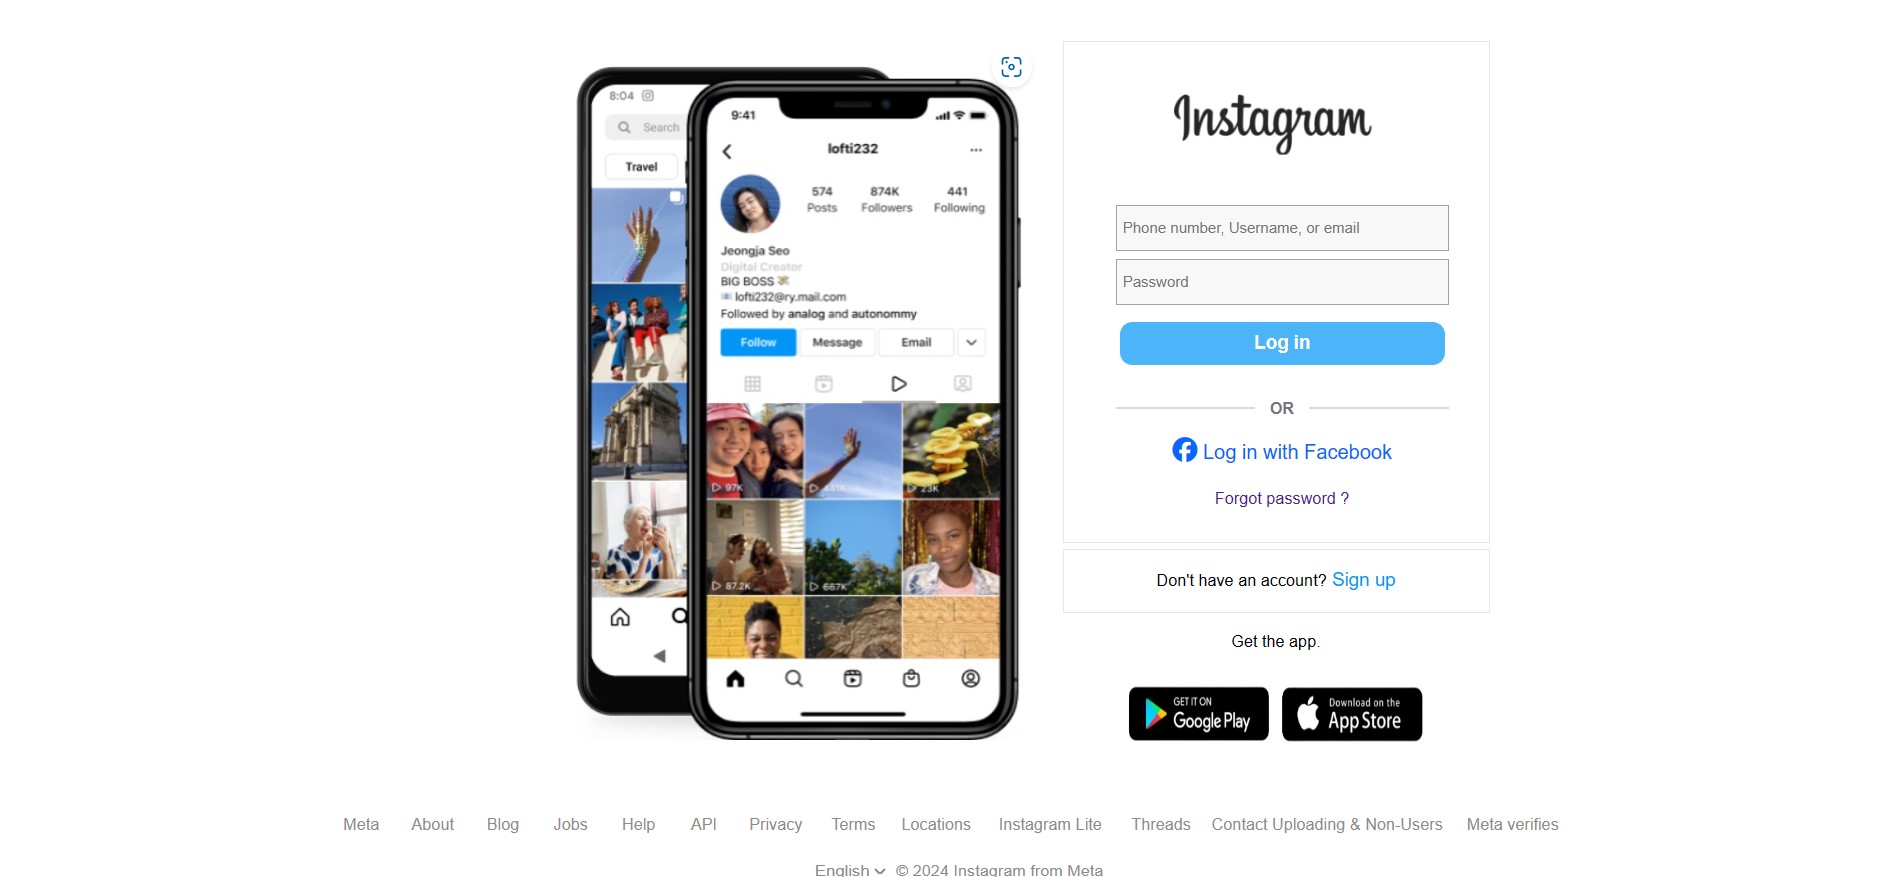 8:04
Search
Travel
9:41
lofti232
574 874K 441
Posts Followers Following
Jeongja Seo
Digital Creator
BIG BOSS
lofti232@ry.mail.com
Followed by analog and autonommy
Follow Message Email
97K 441K 23K
87.2K 667K
Instagram
Phone number, Username, or email
Password
Log in
OR
Log in with Facebook
Forgot password ?
Don't have an account? Sign up
Get the app.
GET IT ON
Google Play
Download on the
App Store
Meta About Blog Jobs Help API Privacy Terms Locations Instagram Lite Threads Contact Uploading & Non-Users Meta verifies
English © 2024 Instagram from Meta